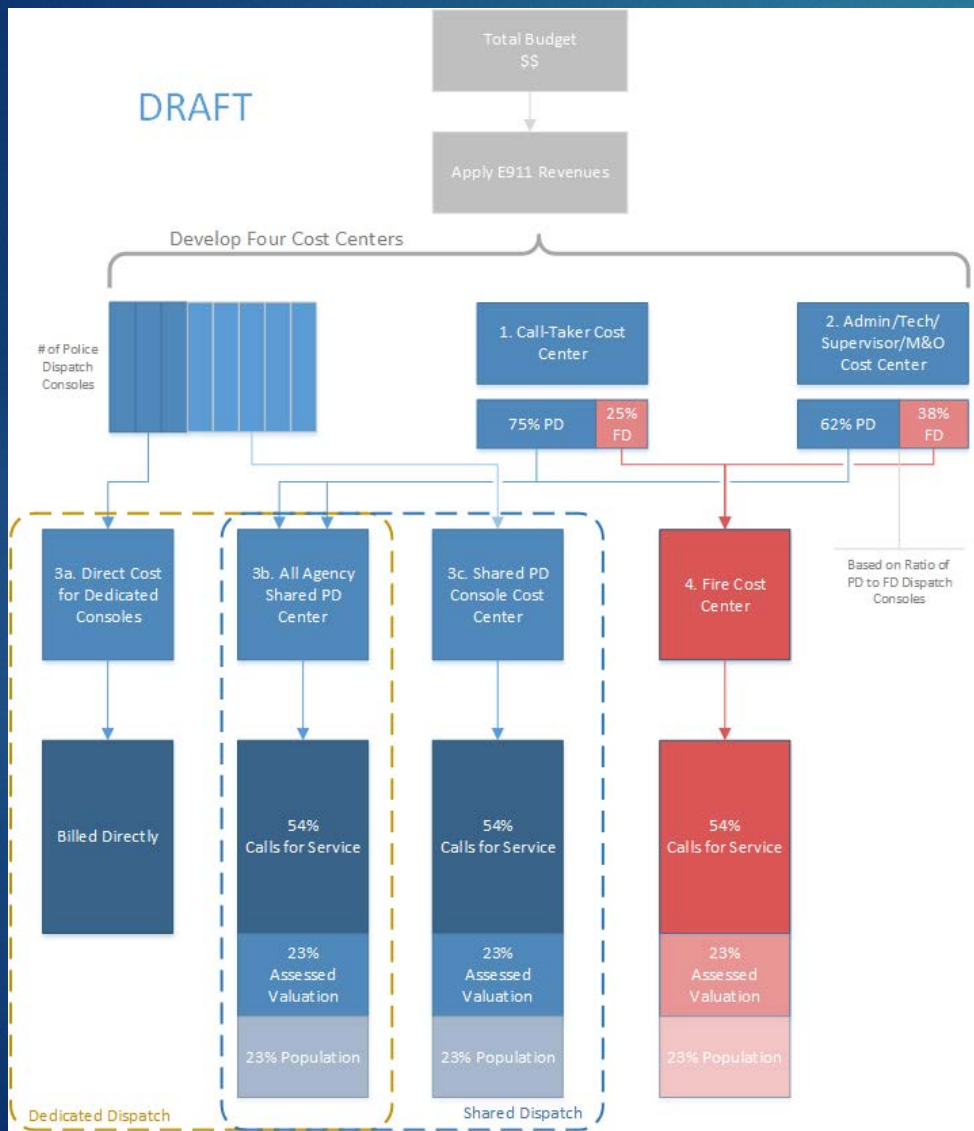 Total Budget
$$
DRAFT
Apply E911 Revenues
Develop Four Cost Centers
# of Police
Dispatch
Consoles
1. Call-Taker Cost
Center
2. Admin/Tech/
Supervisor/M&O
Cost Center
75% PD
25%
FD
62% PD
38%
FD
3a. Direct Cost
for Dedicated
Consoles
3b. All Agency
Shared PD
Center
3c. Shared PD
Console Cost
Center
4. Fire Cost
Center
Based on Ratio of
PD to FD Dispatch
Consoles
Billed Directly
54%
Calls for Service
54%
Calls for Service
54%
Calls for Service
23%
Assessed
Valuation
23%
Assessed
Valuation
23%
Assessed
Valuation
23% Population
23% Population
23% Population
Dedicated Dispatch
Shared Dispatch